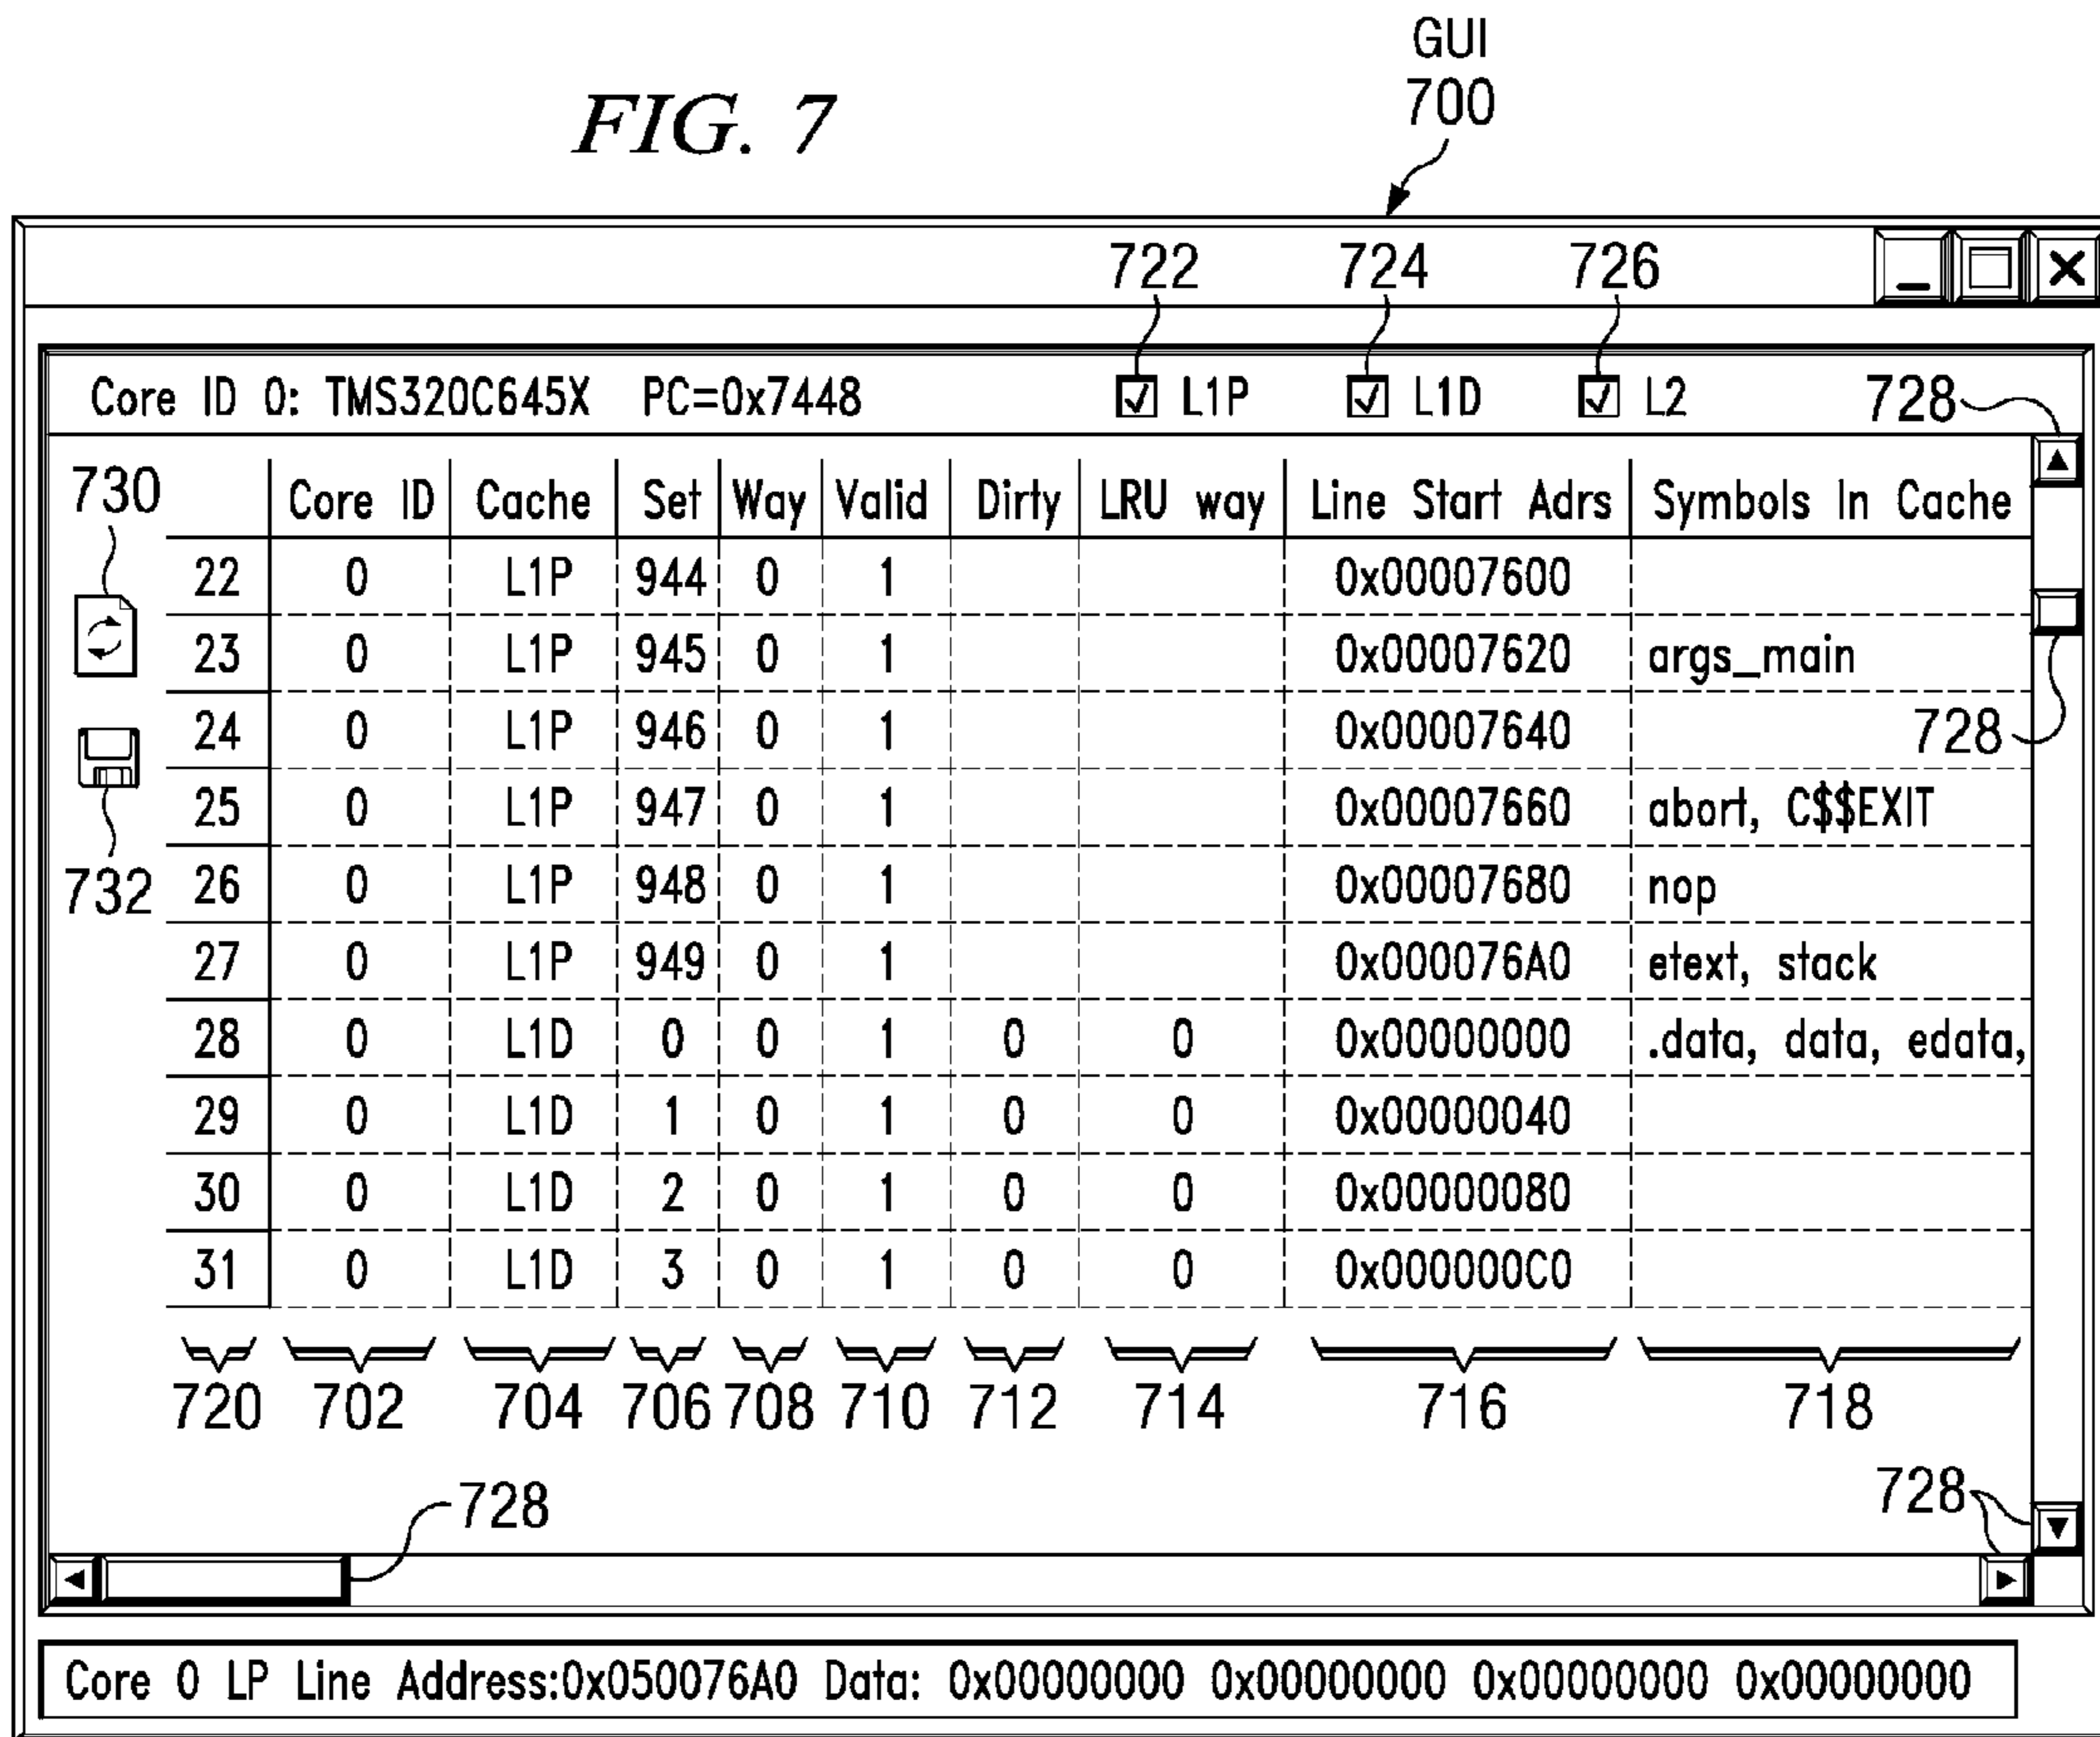 GUI
700
FIG. 7
722 724 726
Core ID 0: TMS320C645X PC=0x7448 L1P L1D L2 728
730
Core ID Cache Set Way Valid Dirty LRU way Line Start Adrs Symbols In Cache
22 0 L1P 944 0 1 0x00007600
23 0 L1P 945 0 1 0x00007620 args_main
24 0 L1P 946 0 1 0x00007640 728
25 0 L1P 947 0 1 0x00007660 abort, C$$EXIT
732 26 0 L1P 948 0 1 0x00007680 nop
27 0 L1P 949 0 1 0x000076A0 etext, stack
28 0 L1D 0 0 1 0 0 0x00000000 .data, data, edata,
29 0 L1D 1 0 1 0 0 0x00000040
30 0 L1D 2 0 1 0 0 0x00000080
31 0 L1D 3 0 1 0 0 0x000000C0
720 702 704 706 708 710 712 714 716 718
728 728
Core 0 LP Line Address:0x050076A0 Data: 0x00000000 0x00000000 0x00000000 0x00000000